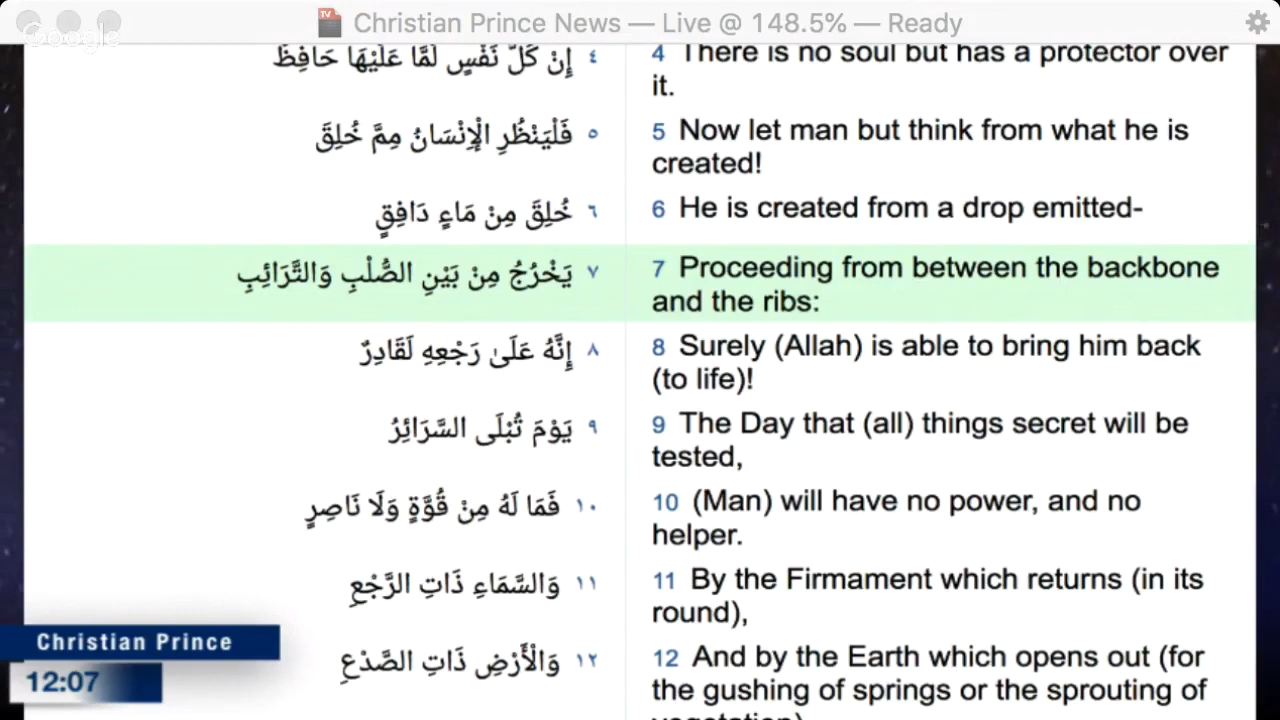 Christian Prince News — Live @ 148.5% — Ready
TV
Google
إِنْ كُلُّ نَفْسٍ لَمَّا عَلَيْهَا حَافِظٌ ٤
4 There is no soul but has a protector over
it.
فَلْيَنْظُرِ الْإِنْسَانُ مِمَّ خُلِقَ ٥
5 Now let man but think from what he is
created!
خُلِقَ مِنْ مَاءٍ دَافِقٍ ٦
6 He is created from a drop emitted-
يَخْرُجُ مِنْ بَيْنِ الصُّلْبِ وَالتَّرَائِبِ ٧
7 Proceeding from between the backbone
and the ribs:
إِنَّهُ عَلَىٰ رَجْعِهِ لَقَادِرٌ ٨
8 Surely (Allah) is able to bring him back
(to life)!
يَوْمَ تُبْلَى السَّرَائِرُ ٩
9 The Day that (all) things secret will be
tested,
فَمَا لَهُ مِنْ قُوَّةٍ وَلَا نَاصِرٍ ١٠
10 (Man) will have no power, and no
helper.
وَالسَّمَاءِ ذَاتِ الرَّجْعِ ١١
11 By the Firmament which returns (in its
round),
وَالْأَرْضِ ذَاتِ الصَّدْعِ ١٢
12 And by the Earth which opens out (for
the gushing of springs or the sprouting of
vegetation)
Christian Prince
12:07